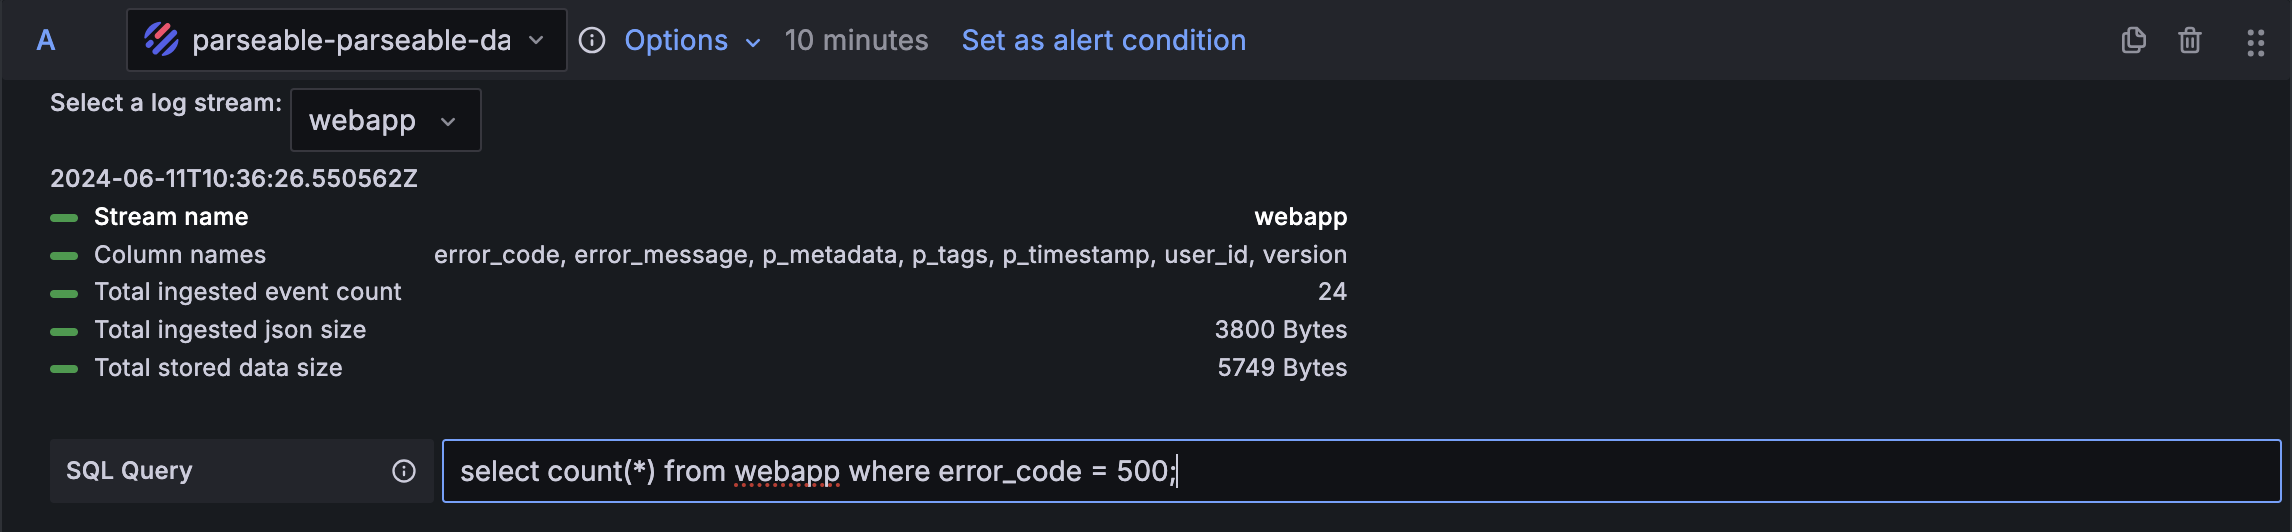 A parseable-parseable-da Options 10 minutes Set as alert condition
Select a log stream: webapp
2024-06-11T10:36:26.550562Z
Stream name webapp
Column names error_code, error_message, p_metadata, p_tags, p_timestamp, user_id, version
Total ingested event count 24
Total ingested json size 3800 Bytes
Total stored data size 5749 Bytes
SQL Query select count(*) from webapp where error_code = 500;